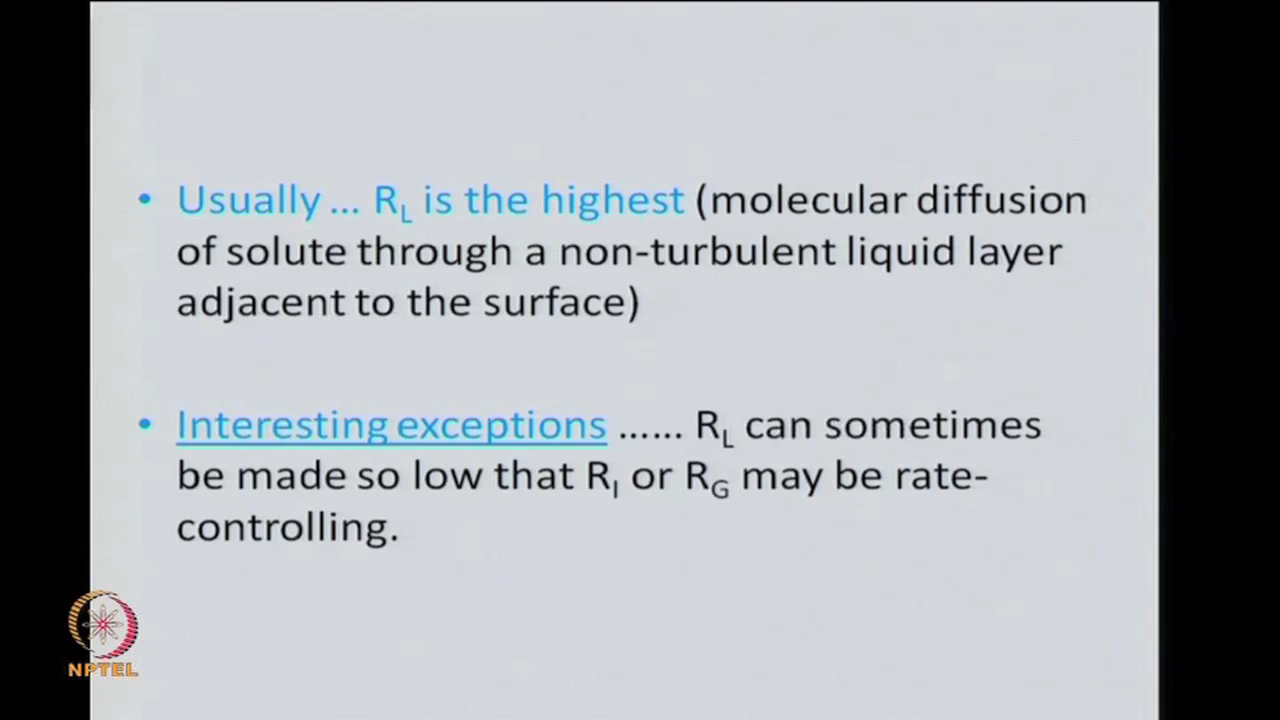 • Usually ... R_L is the highest (molecular diffusion
of solute through a non-turbulent liquid layer
adjacent to the surface)
• Interesting exceptions ...... R_L can sometimes
be made so low that R_I or R_G may be rate-
controlling.
NPTEL